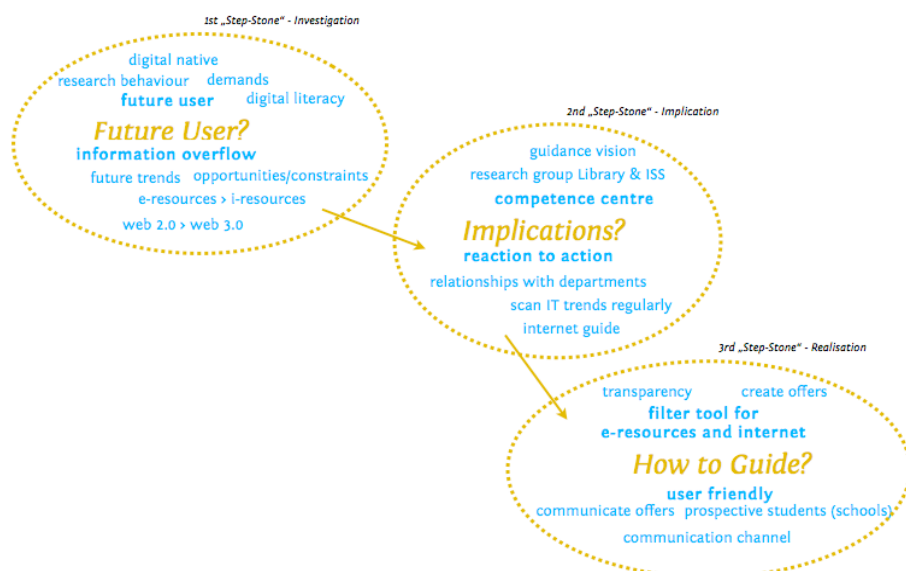 1st „Step-Stone“ - Investigation
digital native
research behaviour demands
future user digital literacy
Future User?
information overflow
future trends opportunities/constraints
e-resources > i-resources
web 2.0 > web 3.0
2nd „Step-Stone“ - Implication
guidance vision
research group Library & ISS
competence centre
Implications?
reaction to action
relationships with departments
scan IT trends regularly
internet guide
3rd „Step-Stone“ - Realisation
transparency create offers
filter tool for
e-resources and internet
How to Guide?
user friendly
communicate offers prospective students (schools)
communication channel